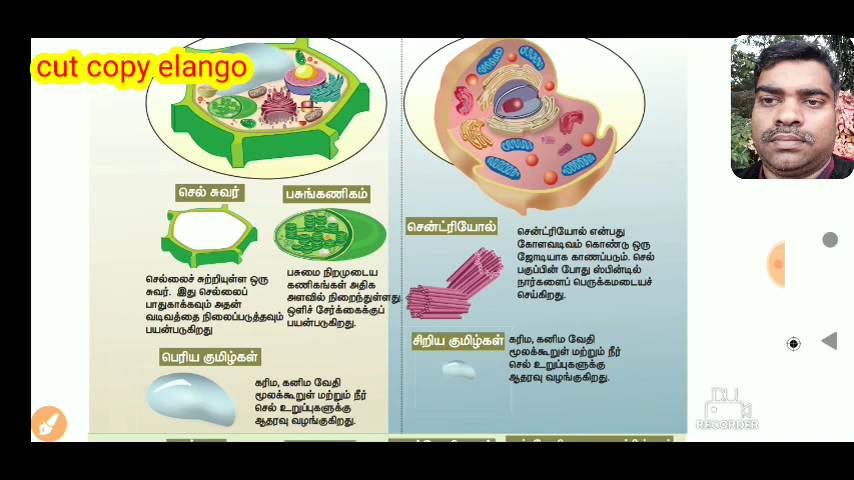 cut copy elango
செல் சுவர்
பசுங்கணிகம்
செல்லைச் சுற்றியுள்ள ஒரு
சுவர். இது செல்லைப்
பாதுகாக்கவும் அதன்
வடிவத்தை நிலைப்படுத்தவும்
பயன்படுகிறது
பசுமை நிறமுடைய
கணிகங்கள் அதிக
அளவில் நிறைந்துள்ளது.
ஒளிச் சேர்க்கைக்குப்
பயன்படுகிறது.
பெரிய குமிழ்கள்
கரிம, கனிம வேதி
மூலக்கூறுள் மற்றும் நீர்
செல் உறுப்புகளுக்கு
ஆதரவு வழங்குகிறது.
சென்ட்ரியோல்
சென்ட்ரியோல் என்பது
கோளவடிவம் கொண்டு ஒரு
ஜோடியாக காணப்படும். செல்
பகுப்பின் போது ஸ்பின்டில்
நார்களைப் பெருக்கமடையச்
செய்கிறது.
சிறிய குமிழ்கள்
கரிம, கனிம வேதி
மூலக்கூறுள் மற்றும் நீர்
செல் உறுப்புகளுக்கு
ஆதரவு வழங்குகிறது.
DU
RECORDER